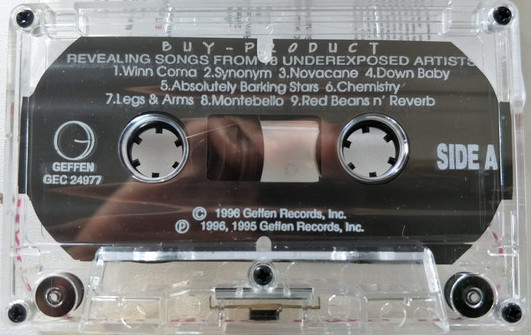 BUY-PRODUCT
REVEALING SONGS FROM 18 UNDEREXPOSED ARTISTS
1.Winn Corna 2.Synonym 3.Novacane 4.Down Baby
5.Absolutely Barking Stars 6.Chemistry
7.Legs & Arms 8.Montebello 9.Red Beans n' Reverb
GEFFEN
GEC 24977
SIDE A
© 1996 Geffen Records, Inc.
℗ 1996, 1995 Geffen Records, Inc.